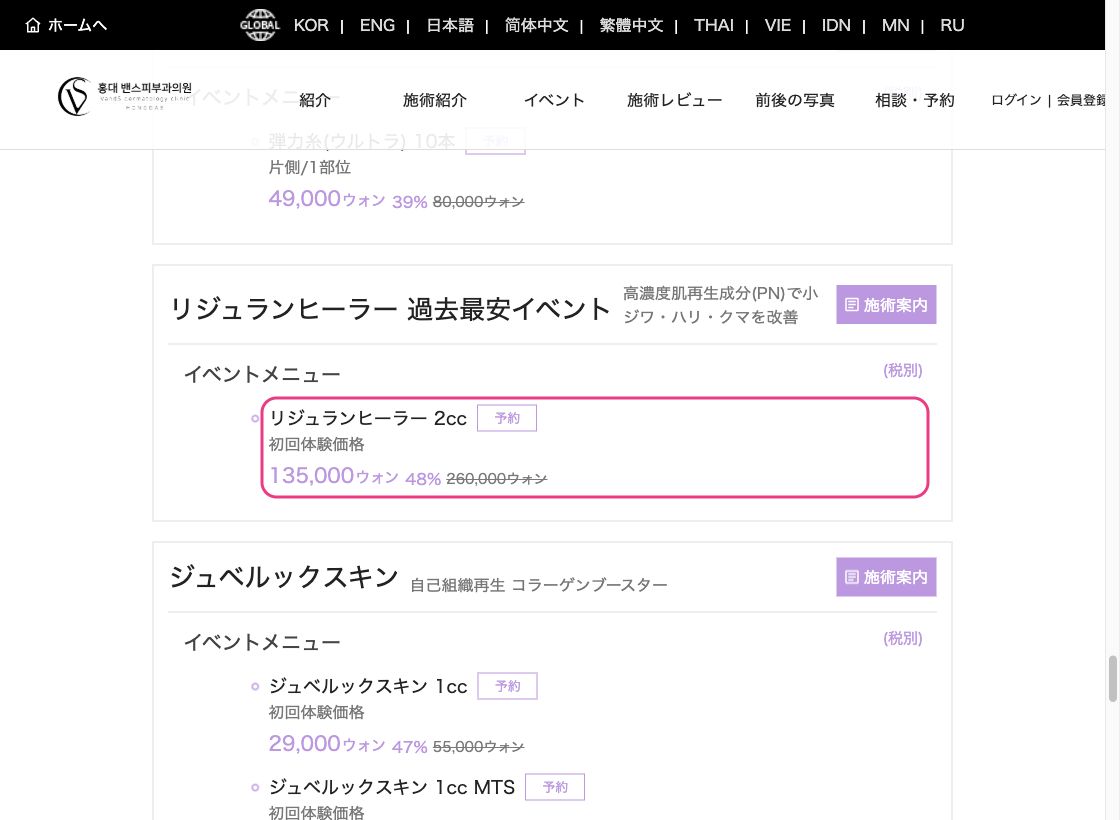 ホームへ
GLOBAL KOR | ENG | 日本語 | 简体中文 | 繁體中文 | THAI | VIE | IDN | MN | RU
홍대 밴스피부과의원
VandS dermatology clinic
HONGDAE
紹介 施術紹介 イベント 施術レビュー 前後の写真 相談・予約 ログイン | 会員登録
イベントメニュー
弾力糸(ウルトラ) 10本 予約
片側/1部位
49,000ウォン 39% 80,000ウォン
リジュランヒーラー 過去最安イベント
高濃度肌再生成分(PN)で小
ジワ・ハリ・クマを改善
施術案内
イベントメニュー (税別)
リジュランヒーラー 2cc 予約
初回体験価格
135,000ウォン 48% 260,000ウォン
ジュベルックスキン 自己組織再生 コラーゲンブースター 施術案内
イベントメニュー (税別)
ジュベルックスキン 1cc 予約
初回体験価格
29,000ウォン 47% 55,000ウォン
ジュベルックスキン 1cc MTS 予約
初回体験価格